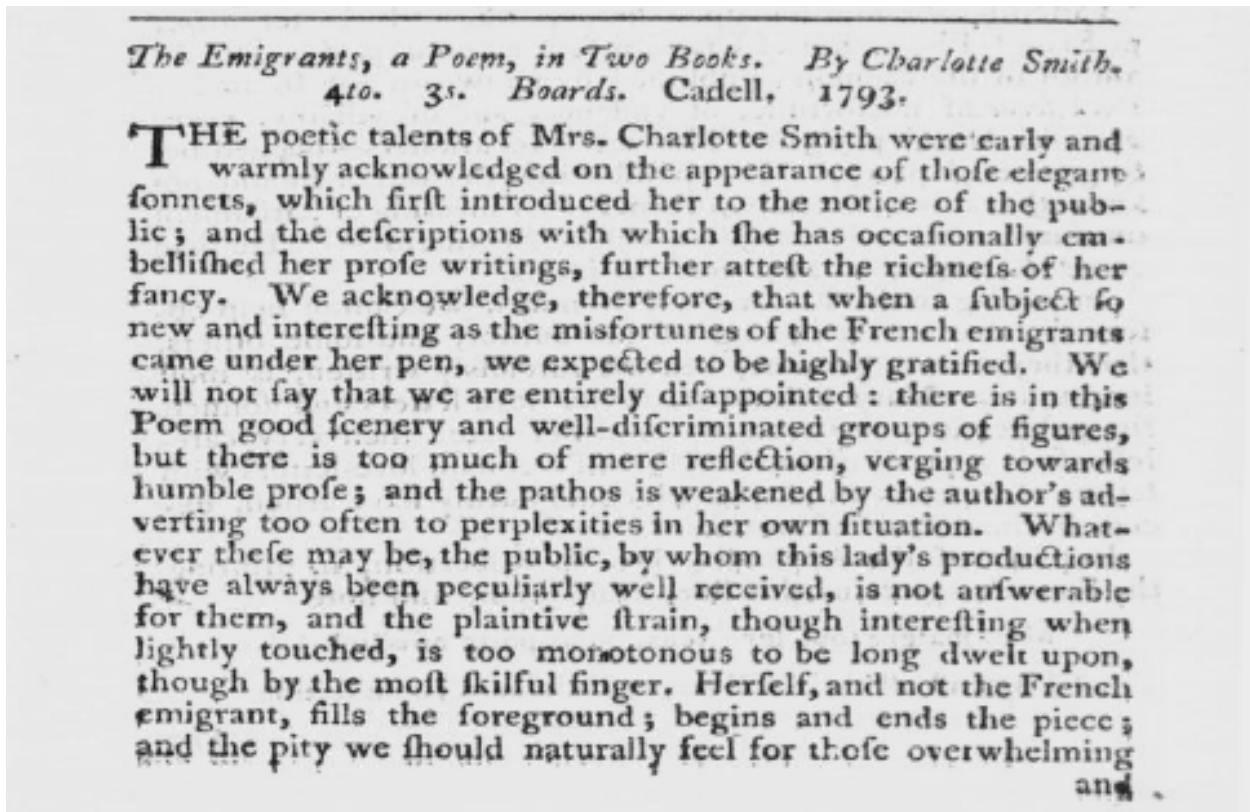 The Emigrants, a Poem, in Two Books. By Charlotte Smith.
4to. 3s. Boards. Cadell. 1793.
THE poetic talents of Mrs. Charlotte Smith were early and
warmly acknowledged on the appearance of thoſe elegant
ſonnets, which firſt introduced her to the notice of the pub-
lic; and the deſcriptions with which ſhe has occaſionally em-
belliſhed her proſe writings, further atteſt the richneſs of her
fancy. We acknowledge, therefore, that when a ſubject ſo
new and intereſting as the misfortunes of the French emigrants
came under her pen, we expected to be highly gratified. We
will not ſay that we are entirely diſappointed : there is in this
Poem good ſcenery and well-diſcriminated groups of figures,
but there is too much of mere reflection, verging towards
humble proſe; and the pathos is weakened by the author's ad-
verting too often to perplexities in her own ſituation. What-
ever theſe may be, the public, by whom this lady's productions
have always been peculiarly well received, is not anſwerable
for them, and the plaintive ſtrain, though intereſting when
lightly touched, is too monotonous to be long dwelt upon,
though by the moſt ſkilful finger. Herſelf, and not the French
emigrant, fills the foreground; begins and ends the piece;
and the pity we ſhould naturally feel for thoſe overwhelming
and